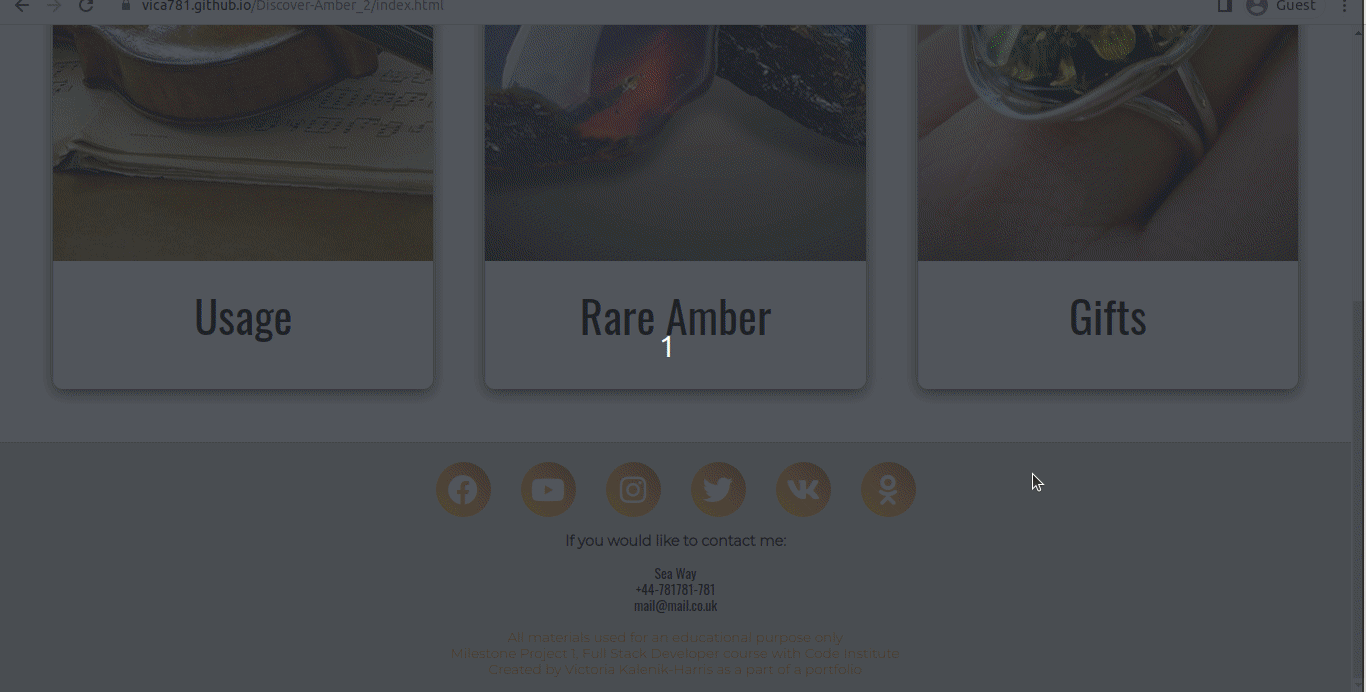 vica781.github.io/Discover-Amber_2/index.html
Guest
Usage
Rare Amber
Gifts
1
If you would like to contact me:
Sea Way
+44-781781-781
mail@mail.co.uk
All materials used for an educational purpose only
Milestone Project 1, Full Stack Developer course with Code Institute
Created by Victoria Kalenik-Harris as a part of a portfolio